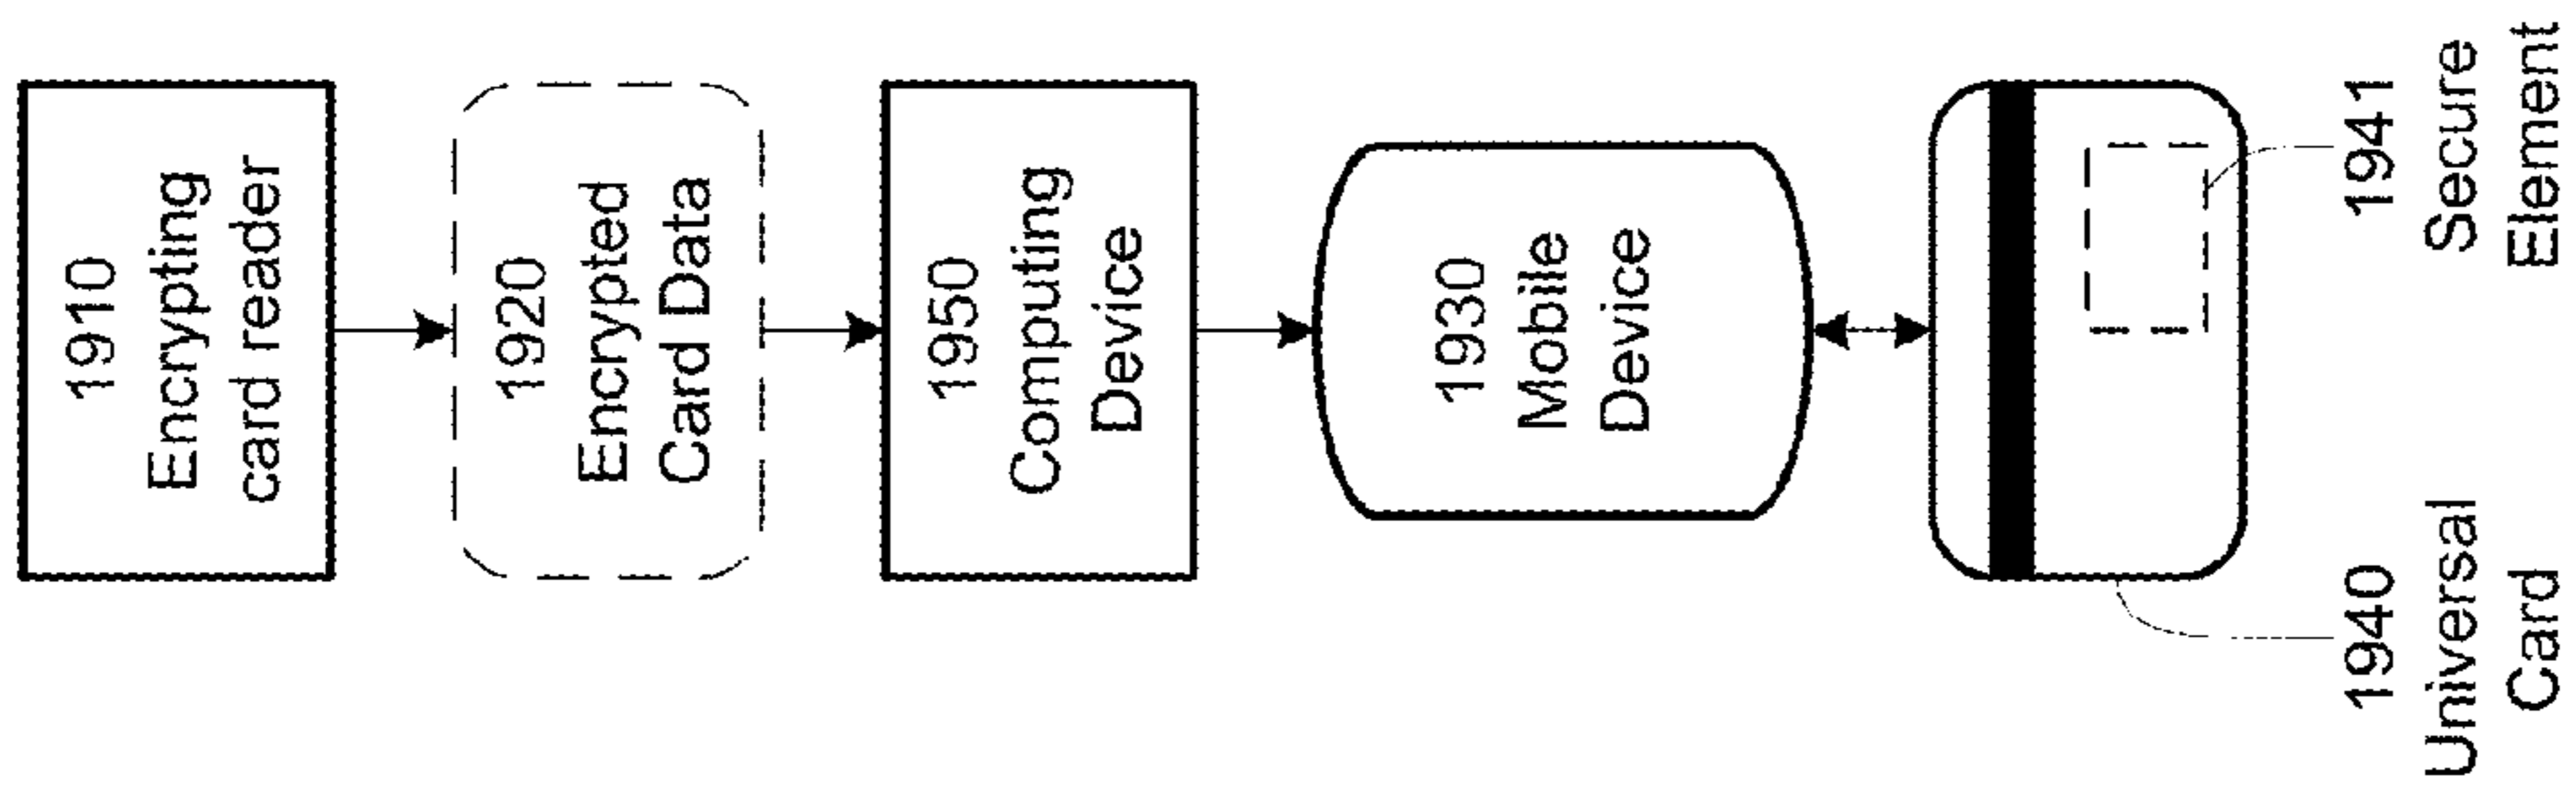 1910
Encrypting
card reader
1920
Encrypted
Card Data
1950
Computing
Device
1930
Mobile
Device
1940
Universal
Card
1941
Secure
Element